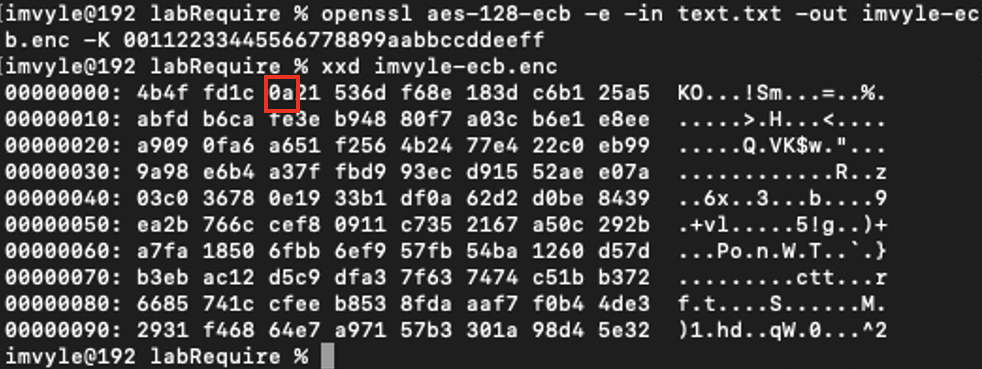 [imvyle@192 labRequire % openssl aes-128-ecb -e -in text.txt -out imvyle-ec
b.enc -K 00112233445566778899aabbccddeeff
[imvyle@192 labRequire % xxd imvyle-ecb.enc
00000000: 4b4f fd1c 0a21 536d f68e 183d c6b1 25a5  KO...!Sm...=..%.
00000010: abfd b6ca fe3e b948 80f7 a03c b6e1 e8ee  .....>.H...<....
00000020: a909 0fa6 a651 f256 4b24 77e4 22c0 eb99  .....Q.VK$w."...
00000030: 9a98 e6b4 a37f fbd9 93ec d915 52ae e07a  ............R..z
00000040: 03c0 3678 0e19 33b1 df0a 62d2 d0be 8439  ..6x..3...b....9
00000050: ea2b 766c cef8 0911 c735 2167 a50c 292b  .+vl.....5!g..)+
00000060: a7fa 1850 6fbb 6ef9 57fb 54ba 1260 d57d  ...Po.n.W.T..`.}
00000070: b3eb ac12 d5c9 dfa3 7f63 7474 c51b b372  .........ctt...r
00000080: 6685 741c cfee b853 8fda aaf7 f0b4 4de3  f.t....S......M.
00000090: 2931 f468 64e7 a971 57b3 301a 98d4 5e32  )1.hd..qW.0...^2
imvyle@192 labRequire %